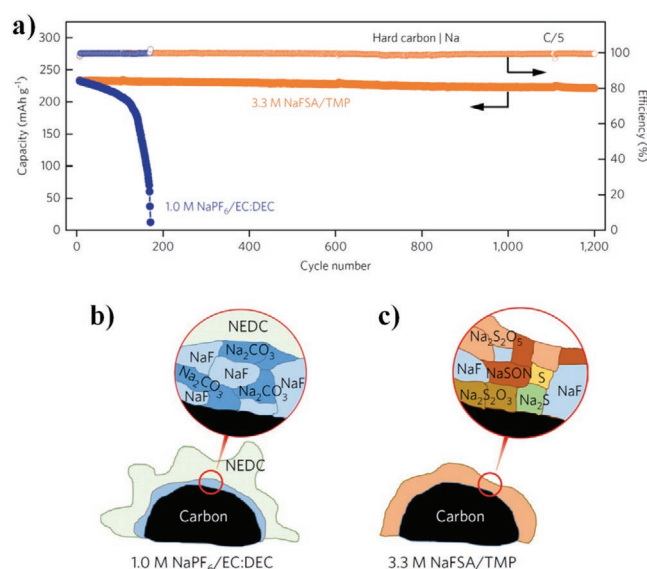 a)
300
250
200
150
100
50
0
Capacity (mAh g⁻¹)
Hard carbon | Na
C/5
3.3 M NaFSA/TMP
1.0 M NaPF₆/EC:DEC
100
80
60
40
20
0
Efficiency (%)
0 200 400 600 800 1,000 1,200
Cycle number
b)
NEDC
Na₂CO₃
NaF
NaF
NaF
Na₂CO₃
Na₂CO₃
NaF
NEDC
Carbon
1.0 M NaPF₆/EC:DEC
c)
Na₂S₂O₅
NaF
NaSON
S
NaF
Na₂S₂O₃
Na₂S
Carbon
3.3 M NaFSA/TMP